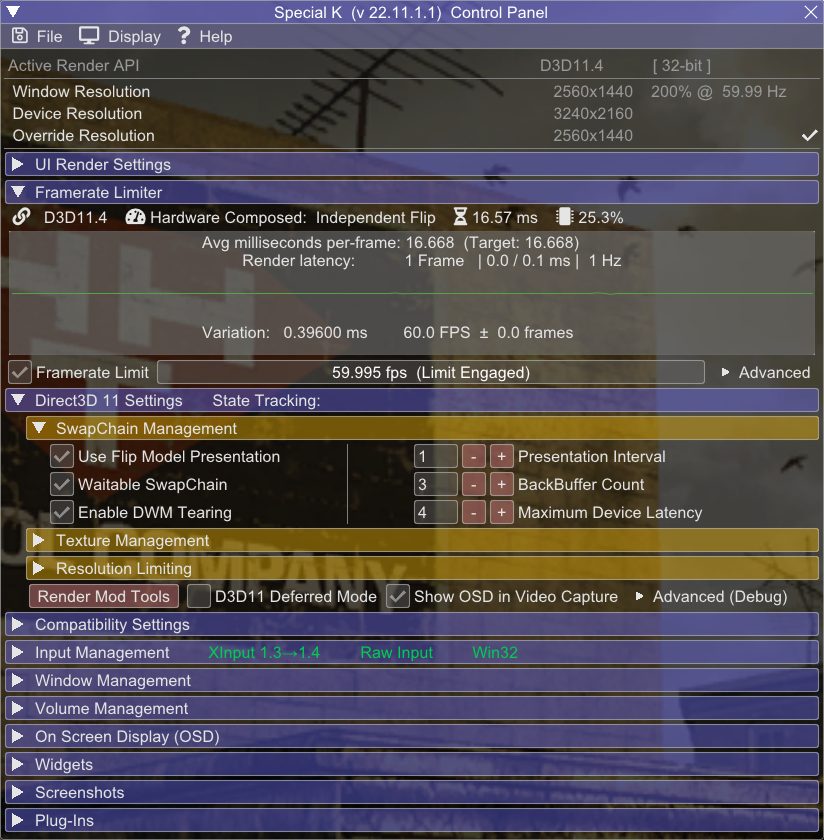 Special K (v 22.11.1.1) Control Panel
File Display ? Help
Active Render API D3D11.4 [ 32-bit ]
Window Resolution 2560x1440 200% @ 59.99 Hz
Device Resolution 3240x2160
Override Resolution 2560x1440
UI Render Settings
Framerate Limiter
D3D11.4 Hardware Composed: Independent Flip 16.57 ms 25.3%
Avg milliseconds per-frame: 16.668 (Target: 16.668)
Render latency: 1 Frame | 0.0 / 0.1 ms | 1 Hz
Variation: 0.39600 ms 60.0 FPS ± 0.0 frames
Framerate Limit 59.995 fps (Limit Engaged) Advanced
Direct3D 11 Settings State Tracking:
SwapChain Management
Use Flip Model Presentation 1 - + Presentation Interval
Waitable SwapChain 3 - + BackBuffer Count
Enable DWM Tearing 4 - + Maximum Device Latency
Texture Management
Resolution Limiting
COMPANY
Render Mod Tools D3D11 Deferred Mode Show OSD in Video Capture Advanced (Debug)
Compatibility Settings
Input Management XInput 1.3→1.4 Raw Input Win32
Window Management
Volume Management
On Screen Display (OSD)
Widgets
Screenshots
Plug-Ins